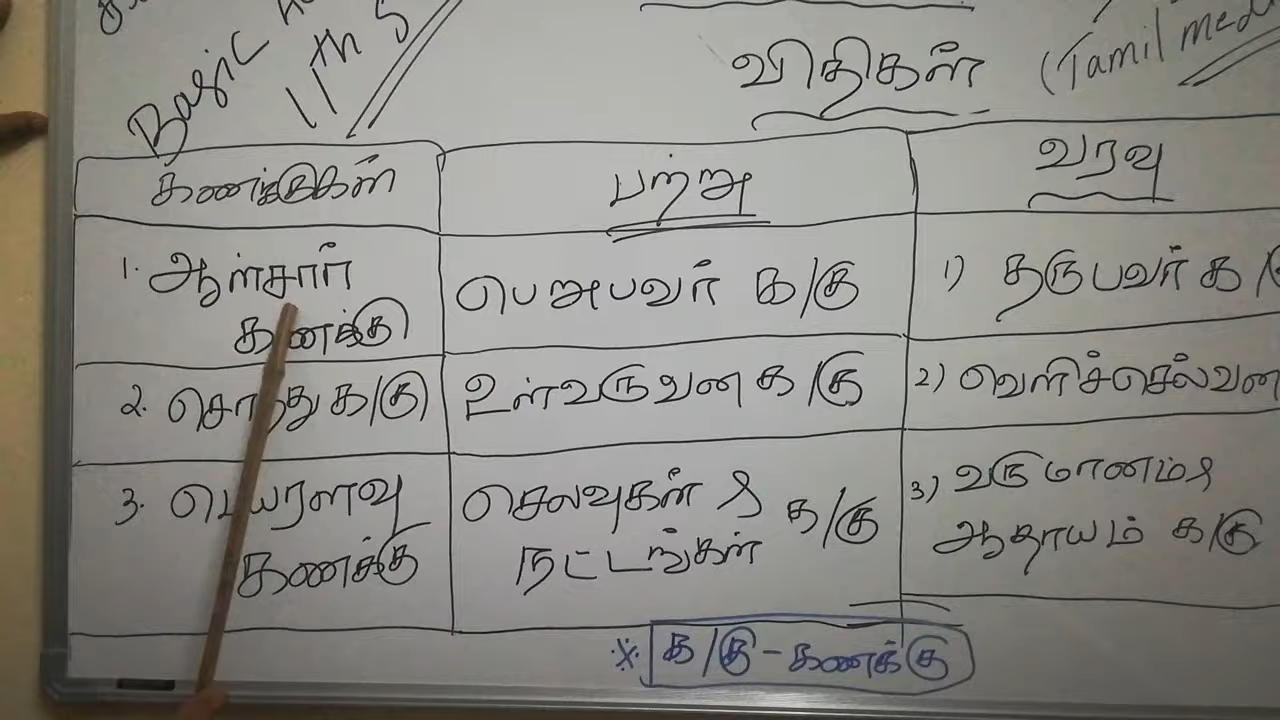 Basic
11th
விதிகள்
(Tamil med
கணக்குகள்
பற்று
வரவு
1. ஆள்சார்
கணக்கு
பெறுபவர் க/கு
1) தருபவர் க/
2. சொத்து க/கு
உள்வருவன க/கு
2) வெளிச்செல்வன
3. பெயரளவு
கணக்கு
செலவுகள் &
நட்டங்கள் க/கு
3) வருமானம் &
ஆதாயம் க/கு
* க/கு - கணக்கு